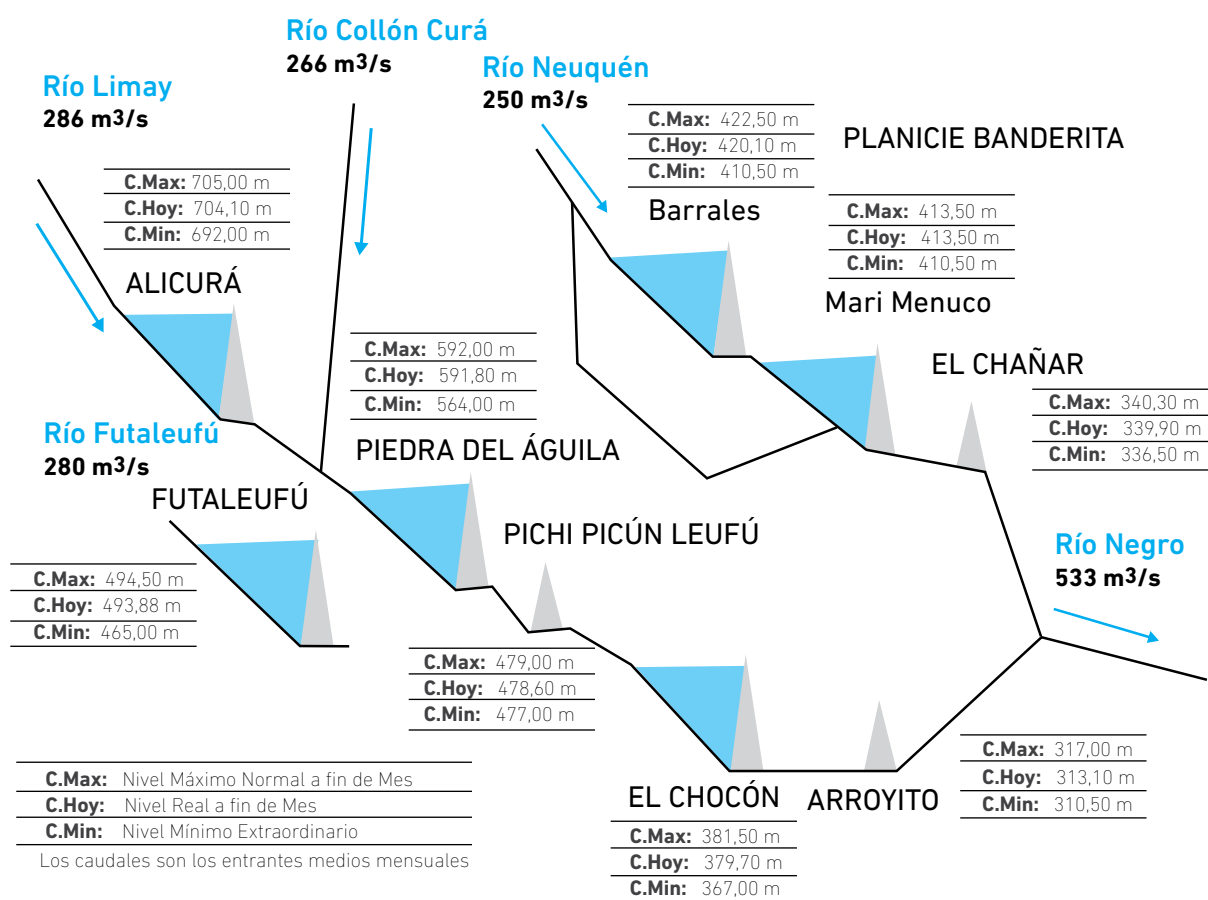 Río Collón Curá
266 m3/s
Río Limay
286 m3/s
Río Neuquén
250 m3/s
C.Max: 422,50 m
C.Hoy: 420,10 m
C.Min: 410,50 m
PLANICIE BANDERITA
Barrales
C.Max: 705,00 m
C.Hoy: 704,10 m
C.Min: 692,00 m
ALICURÁ
C.Max: 413,50 m
C.Hoy: 413,50 m
C.Min: 410,50 m
Mari Menuco
C.Max: 592,00 m
C.Hoy: 591,80 m
C.Min: 564,00 m
PIEDRA DEL ÁGUILA
EL CHAÑAR
C.Max: 340,30 m
C.Hoy: 339,90 m
C.Min: 336,50 m
Río Futaleufú
280 m3/s
FUTALEUFÚ
C.Max: 494,50 m
C.Hoy: 493,88 m
C.Min: 465,00 m
PICHI PICÚN LEUFÚ
C.Max: 479,00 m
C.Hoy: 478,60 m
C.Min: 477,00 m
Río Negro
533 m3/s
EL CHOCÓN
C.Max: 381,50 m
C.Hoy: 379,70 m
C.Min: 367,00 m
ARROYITO
C.Max: 317,00 m
C.Hoy: 313,10 m
C.Min: 310,50 m
C.Max: Nivel Máximo Normal a fin de Mes
C.Hoy: Nivel Real a fin de Mes
C.Min: Nivel Mínimo Extraordinario
Los caudales son los entrantes medios mensuales